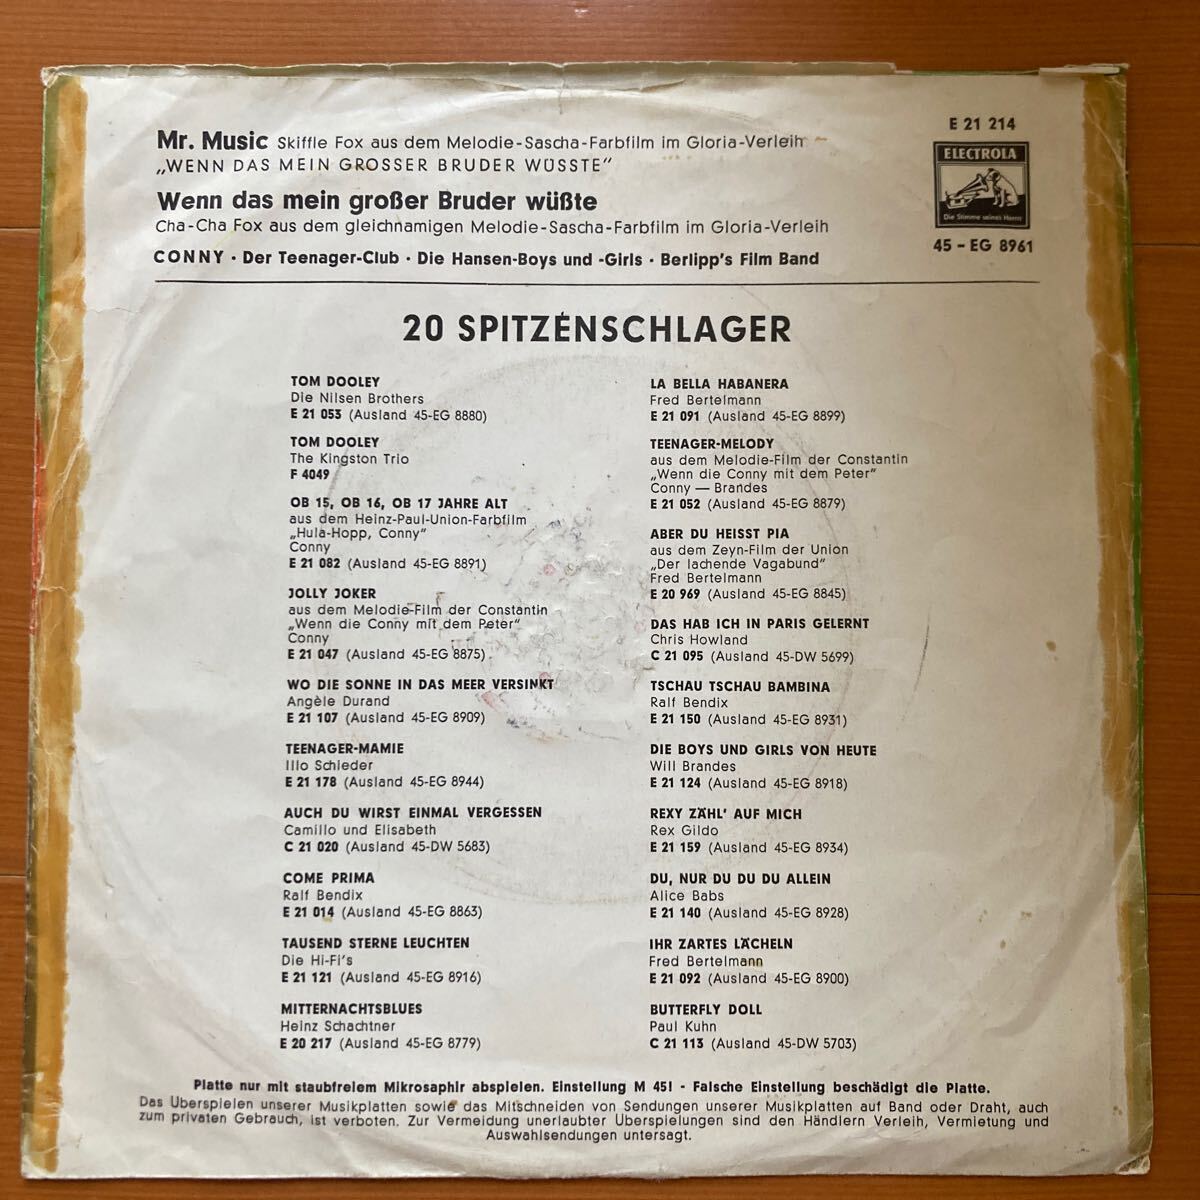 Mr. Music Skiffle Fox aus dem Melodie-Sascha-Farbfilm im Gloria-Verleih
„WENN DAS MEIN GROSSER BRUDER WÜSSTE"
Wenn das mein großer Bruder wüßte
Cha-Cha Fox aus dem gleichnamigen Melodie-Sascha-Farbfilm im Gloria-Verleih
CONNY · Der Teenager-Club · Die Hansen-Boys und -Girls · Berlipp's Film Band
E 21 214
ELECTROLA
Die Stimme seines Herrn
45 - EG 8961
20 SPITZENSCHLAGER
TOM DOOLEY
Die Nilsen Brothers
E 21 053 (Ausland 45-EG 8880)
TOM DOOLEY
The Kingston Trio
F 4049
OB 15, OB 16, OB 17 JAHRE ALT
aus dem Heinz-Paul-Union-Farbfilm
„Hula-Hopp, Conny"
Conny
E 21 082 (Ausland 45-EG 8891)
JOLLY JOKER
aus dem Melodie-Film der Constantin
„Wenn die Conny mit dem Peter"
Conny
E 21 047 (Ausland 45-EG 8875)
WO DIE SONNE IN DAS MEER VERSINKT
Angèle Durand
E 21 107 (Ausland 45-EG 8909)
TEENAGER-MAMIE
Illo Schieder
E 21 178 (Ausland 45-EG 8944)
AUCH DU WIRST EINMAL VERGESSEN
Camillo und Elisabeth
C 21 020 (Ausland 45-DW 5683)
COME PRIMA
Ralf Bendix
E 21 014 (Ausland 45-EG 8863)
TAUSEND STERNE LEUCHTEN
Die Hi-Fi's
E 21 121 (Ausland 45-EG 8916)
MITTERNACHTSBLUES
Heinz Schachtner
E 20 217 (Ausland 45-EG 8779)
LA BELLA HABANERA
Fred Bertelmann
E 21 091 (Ausland 45-EG 8899)
TEENAGER-MELODY
aus dem Melodie-Film der Constantin
„Wenn die Conny mit dem Peter"
Conny — Brandes
E 21 052 (Ausland 45-EG 8879)
ABER DU HEISST PIA
aus dem Zeyn-Film der Union
„Der lachende Vagabund"
Fred Bertelmann
E 20 969 (Ausland 45-EG 8845)
DAS HAB ICH IN PARIS GELERNT
Chris Howland
C 21 095 (Ausland 45-DW 5699)
TSCHAU TSCHAU BAMBINA
Ralf Bendix
E 21 150 (Ausland 45-EG 8931)
DIE BOYS UND GIRLS VON HEUTE
Will Brandes
E 21 124 (Ausland 45-EG 8918)
REXY ZÄHL' AUF MICH
Rex Gildo
E 21 159 (Ausland 45-EG 8934)
DU, NUR DU DU DU ALLEIN
Alice Babs
E 21 140 (Ausland 45-EG 8928)
IHR ZARTES LÄCHELN
Fred Bertelmann
E 21 092 (Ausland 45-EG 8900)
BUTTERFLY DOLL
Paul Kuhn
C 21 113 (Ausland 45-DW 5703)
Platte nur mit staubfreiem Mikrosaphir abspielen. Einstellung M 45! - Falsche Einstellung beschädigt die Platte.
Das Überspielen unserer Musikplatten sowie das Mitschneiden von Sendungen unserer Musikplatten auf Band oder Draht, auch
zum privaten Gebrauch, ist verboten. Zur Vermeidung unerlaubter Überspielungen sind den Händlern Verleih, Vermietung und
Auswahlsendungen untersagt.